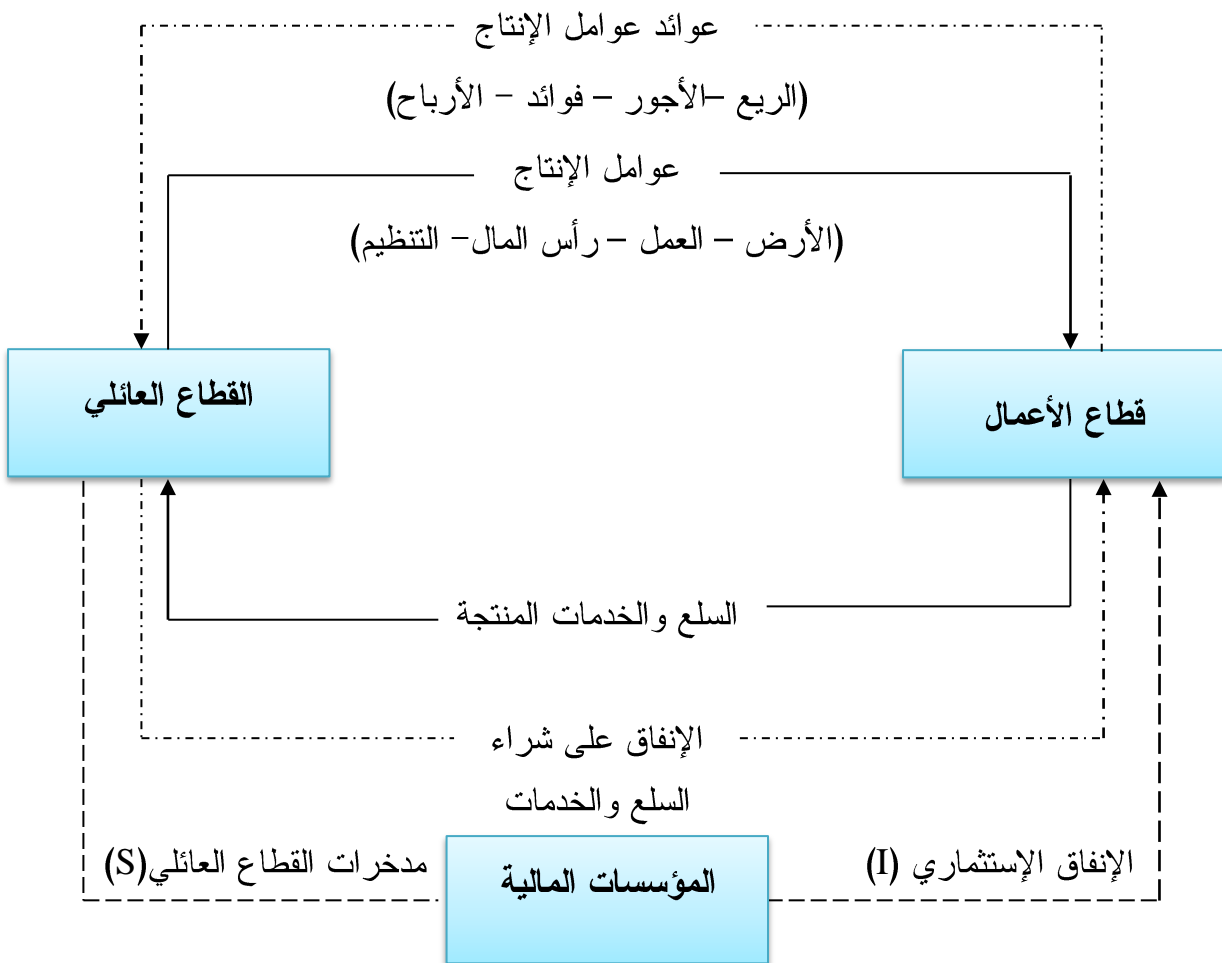 عوائد عوامل الإنتاج
(الريع –الأجور – فوائد – الأرباح)
عوامل الإنتاج
(الأرض – العمل – رأس المال– التنظيم)
قطاع الأعمال
القطاع العائلي
السلع والخدمات المنتجة
الإنفاق على شراء
السلع والخدمات
الإنفاق الإستثماري (I)
المؤسسات المالية
مدخرات القطاع العائلي(S)